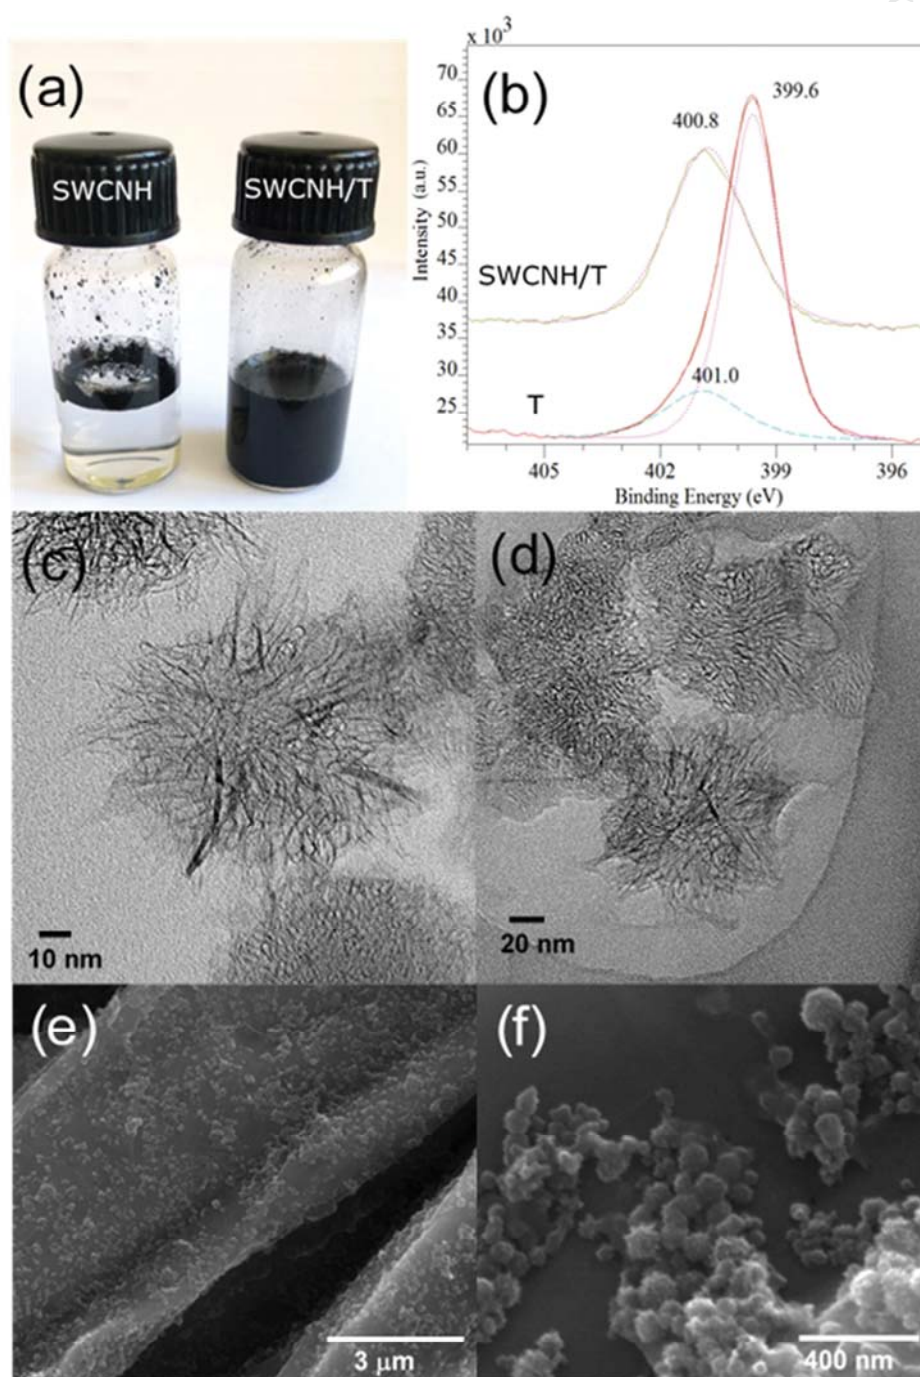 (a)
SWCNH
SWCNH/T
x 10³
(b)
70
65
60
55
50
45
40
35
30
25
Intensity (a.u.)
400.8
399.6
SWCNH/T
401.0
T
405
402
399
396
Binding Energy (eV)
(c)
10 nm
(d)
20 nm
(e)
3 µm
(f)
400 nm